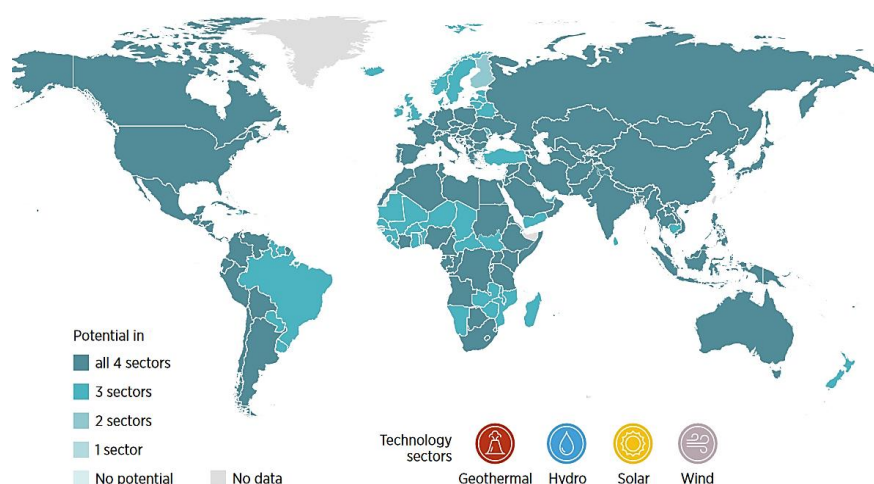 Potential in
all 4 sectors
3 sectors
2 sectors
1 sector
No potential
No data
Technology
sectors
Geothermal
Hydro
Solar
Wind